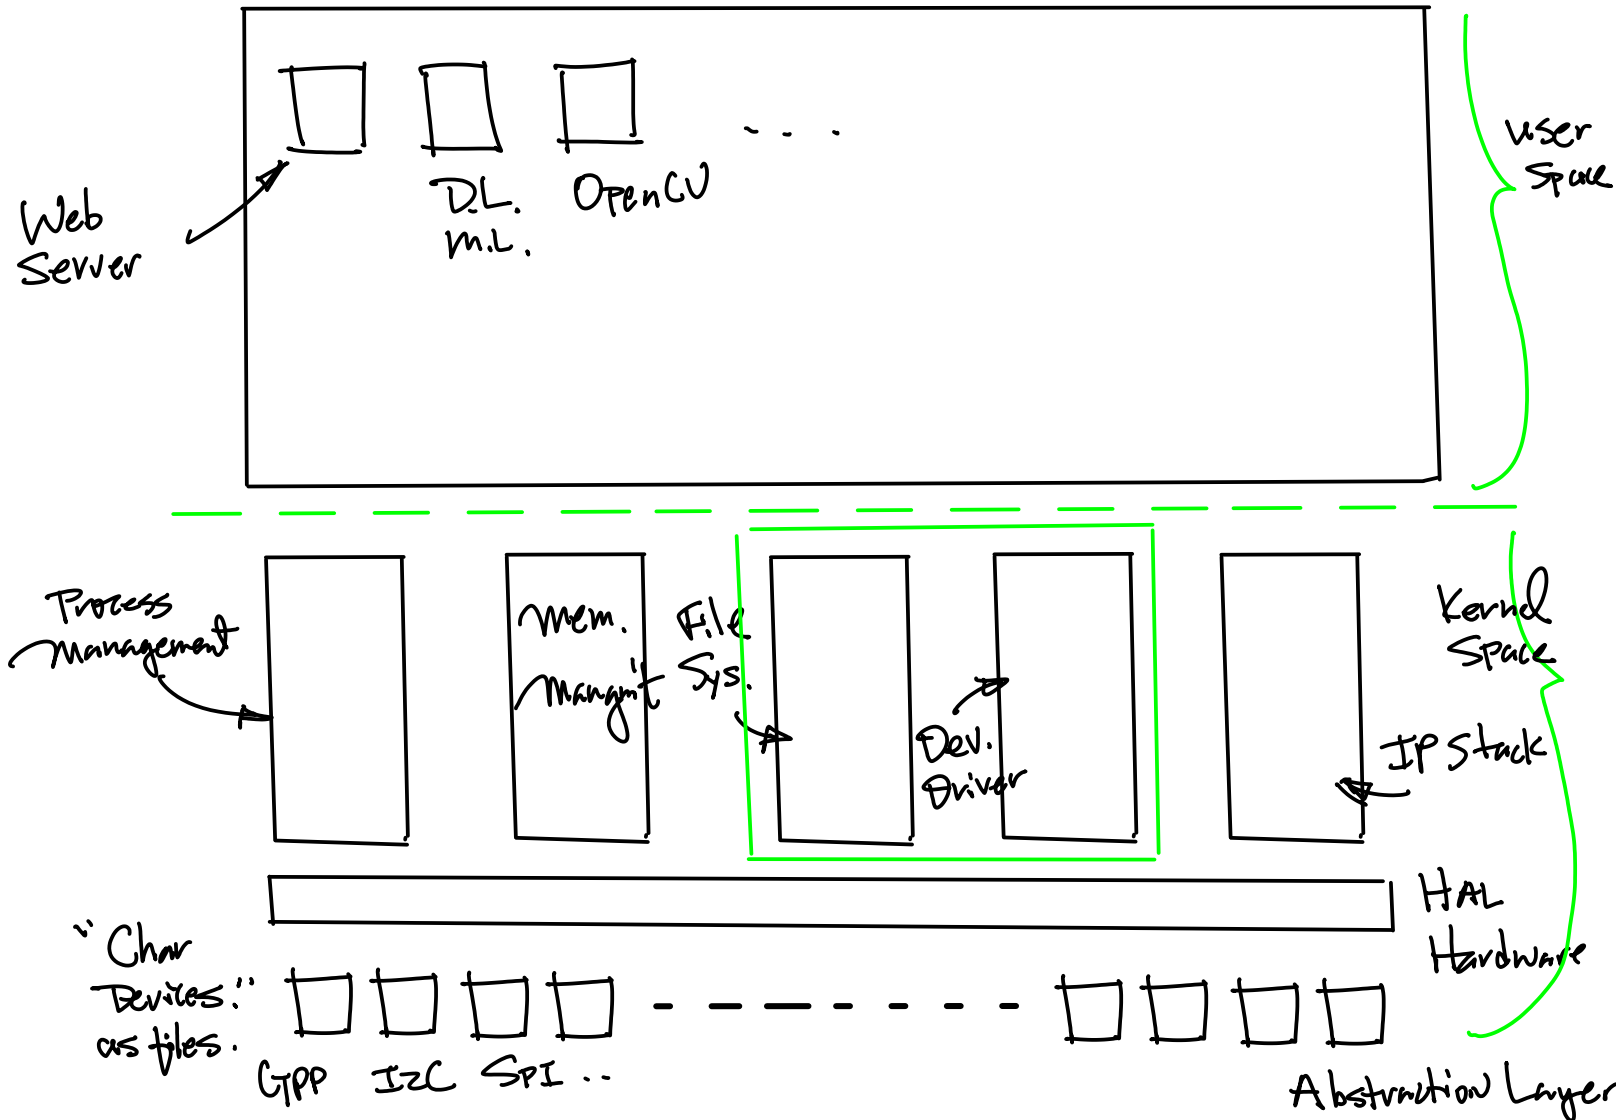 User
Space
Web
Server
D.L.
M.L.
OpenCV
Process
Management
Mem.
Mangm't
File
Sys.
Dev.
Driver
Kernel
Space
IP Stack
HAL
Hardware
Abstraction Layer
"Char
Devices."
as files.
GPP
I2C
SPI ..